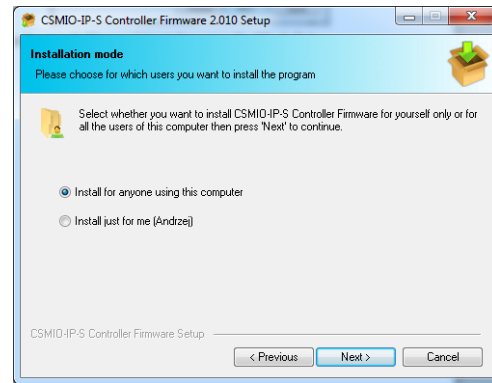 CSMIO-IP-S Controller Firmware 2.010 Setup
Installation mode
Please choose for which users you want to install the program
Select whether you want to install CSMIO-IP-S Controller Firmware for yourself only or for
all the users of this computer then press 'Next' to continue.
Install for anyone using this computer
Install just for me (Andrzej)
CSMIO-IP-S Controller Firmware Setup
< Previous
Next >
Cancel